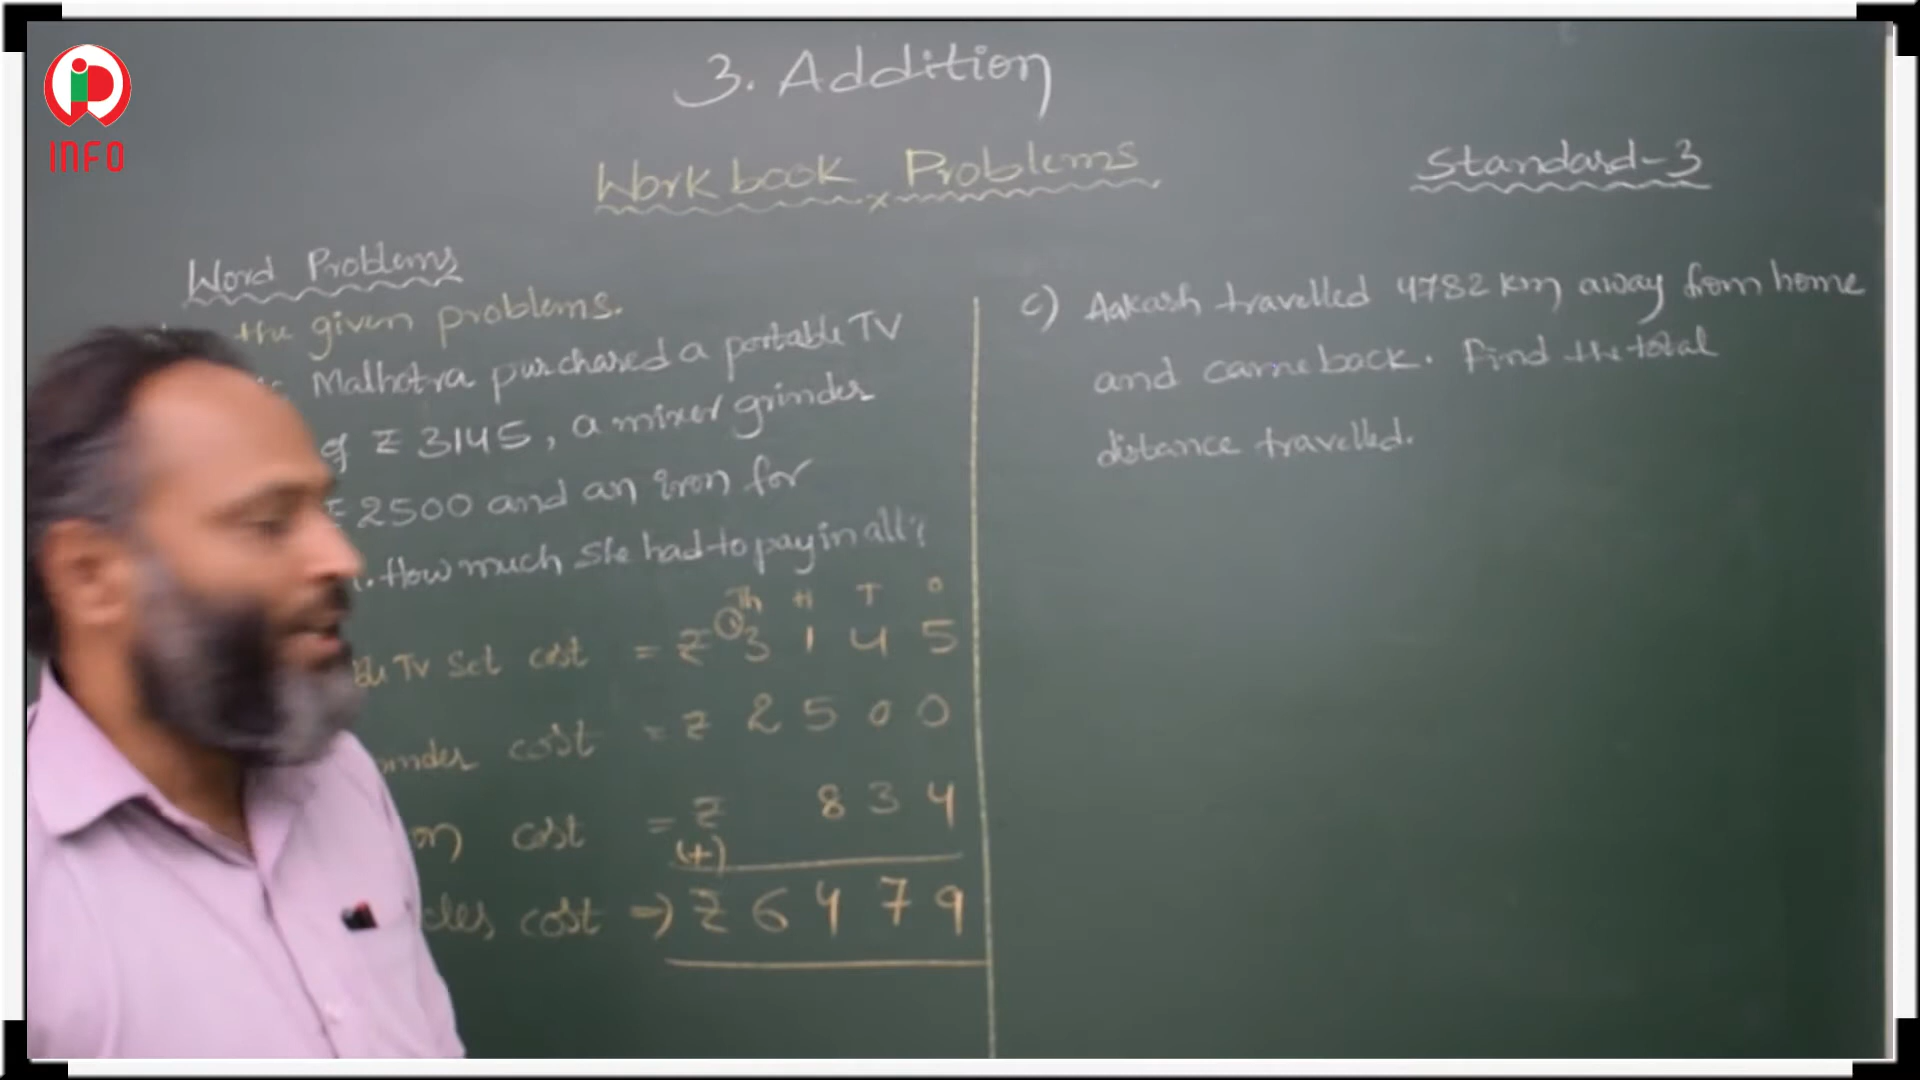 INFO
3. Addition
Workbook Problems
Standard-3
Word Problems
the given problems.
Malhotra purchased a portable TV
of ₹ 3145, a mixer grinder
₹ 2500 and an iron for
. How much she had to pay in all?
Th H T O
TV Set cost = ₹ ① 3 1 4 5
cost = ₹ 2 5 0 0
cost = ₹ 8 3 4
(+)
cost ⇒) ₹ 6 4 7 9
c) Aakash travelled 4782 km away from home
and came back. Find the total
distance travelled.